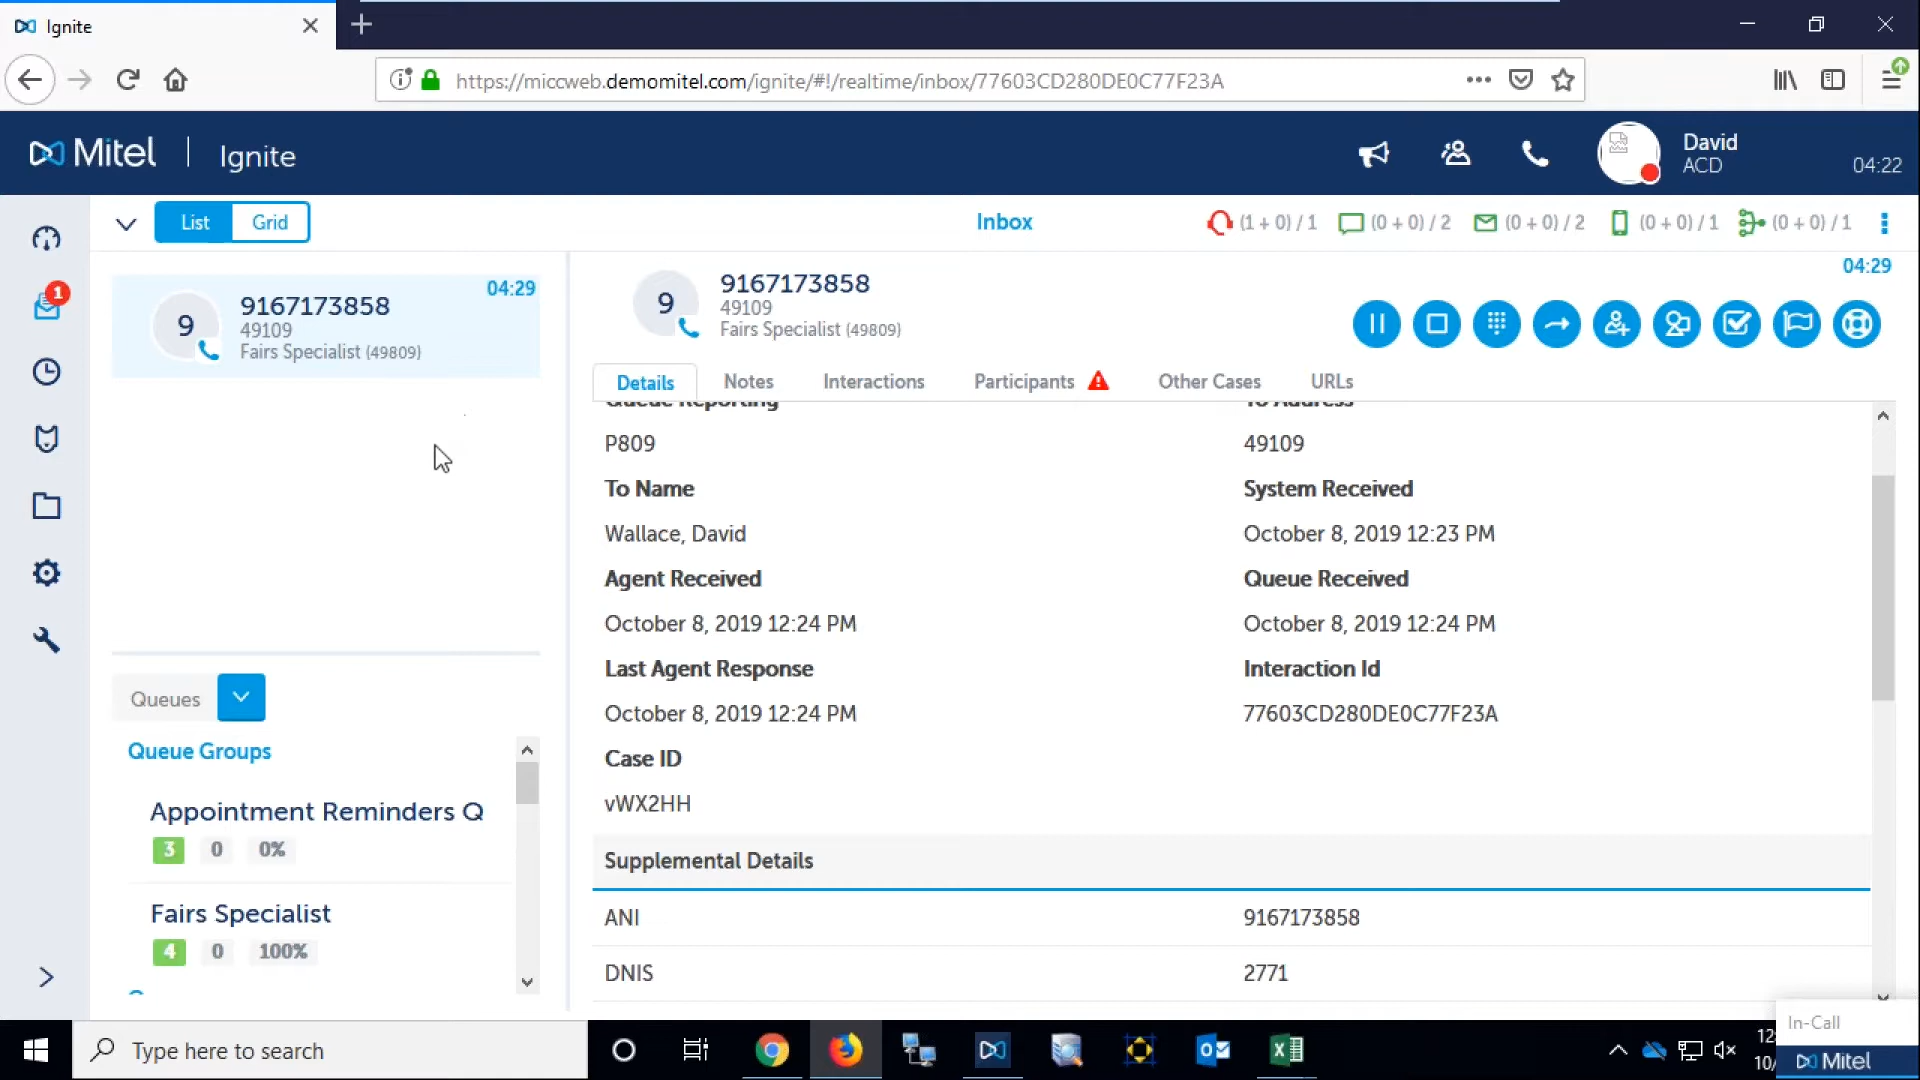 Ignite
https://miccweb.demomitel.com/ignite/#!/realtime/inbox/77603CD280DE0C77F23A
Mitel | Ignite
David
ACD
04:22
List
Grid
Inbox
(1 + 0) / 1
(0 + 0) / 2
(0 + 0) / 2
(0 + 0) / 1
(0 + 0) / 1
1
9
9167173858
04:29
49109
Fairs Specialist (49809)
04:29
9
9167173858
49109
Fairs Specialist (49809)
Details
Notes
Interactions
Participants
Other Cases
URLs
Queue Reporting
To Address
P809
49109
To Name
System Received
Wallace, David
October 8, 2019 12:23 PM
Agent Received
Queue Received
October 8, 2019 12:24 PM
October 8, 2019 12:24 PM
Last Agent Response
Interaction Id
October 8, 2019 12:24 PM
77603CD280DE0C77F23A
Case ID
vWX2HH
Supplemental Details
ANI
9167173858
DNIS
2771
Queues
Queue Groups
Appointment Reminders Q
3
0
0%
Fairs Specialist
4
0
100%
Type here to search
In-Call
Mitel